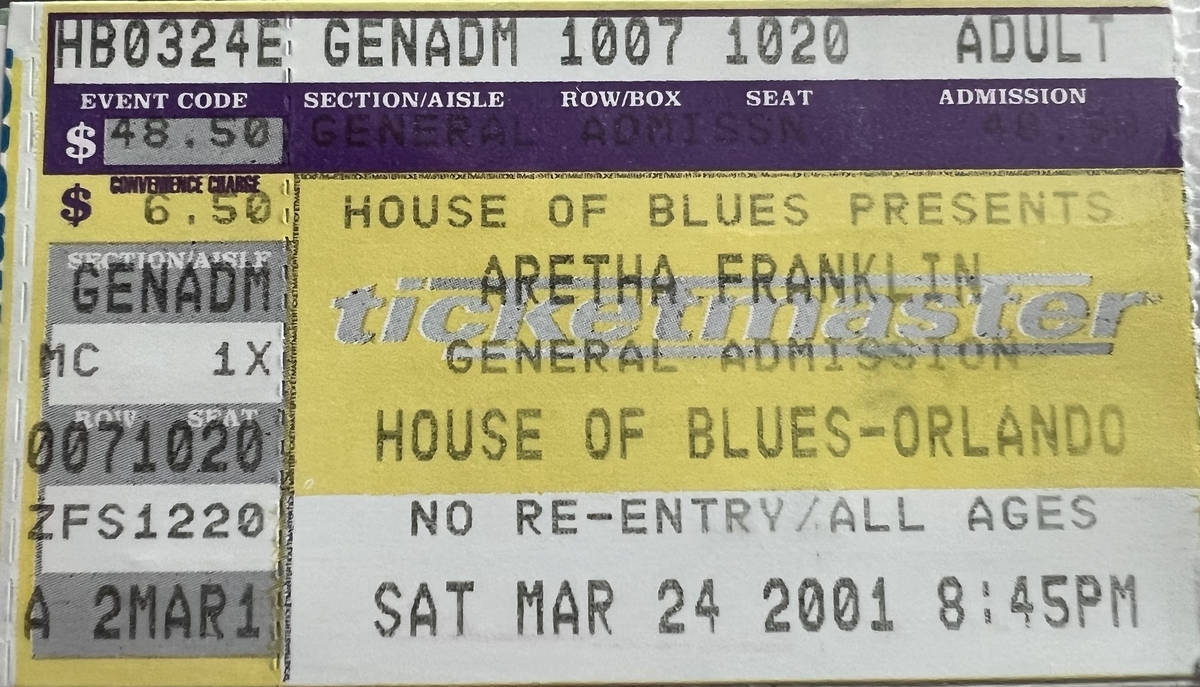 HB0324E GENADM 1007 1020 ADULT
EVENT CODE SECTION/AISLE ROW/BOX SEAT ADMISSION
$ 48.50 GENERAL ADMISSN 48.50
CONVENIENCE CHARGE
$ 6.50
SECTION/AISLE
GENADM
MC 1X
ROW SEAT
0071020
ZFS1220
A 2MAR1
HOUSE OF BLUES PRESENTS
ARETHA FRANKLIN
ticketmaster
GENERAL ADMISSION
HOUSE OF BLUES-ORLANDO
NO RE-ENTRY/ALL AGES
SAT MAR 24 2001 8:45PM